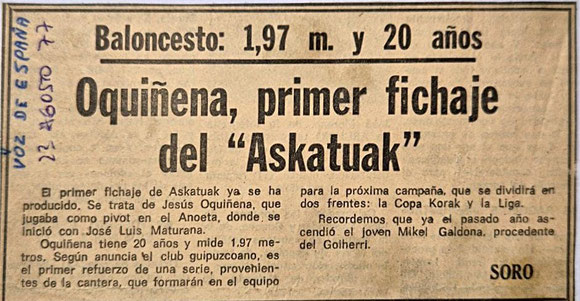 VOZ DE ESPAÑA
23 AGOSTO 77
Baloncesto: 1,97 m. y 20 años
Oquiñena, primer fichaje
del "Askatuak"
El primer fichaje de Askatuak ya se ha
producido. Se trata de Jesús Oquiñena, que
jugaba como pivot en el Anoeta, donde se
inició con José Luis Maturana.
Oquiñena tiene 20 años y mide 1,97 me-
tros. Según anuncia el club guipuzcoano, es
el primer refuerzo de una serie, provehien-
tes de la cantera, que formarán en el equipo
para la próxima campaña, que se dividirá en
dos frentes: la Copa Korak y la Liga.
Recordemos que ya el pasado año as-
cendió el joven Mikel Galdona, procedente
del Golherri.
SORO